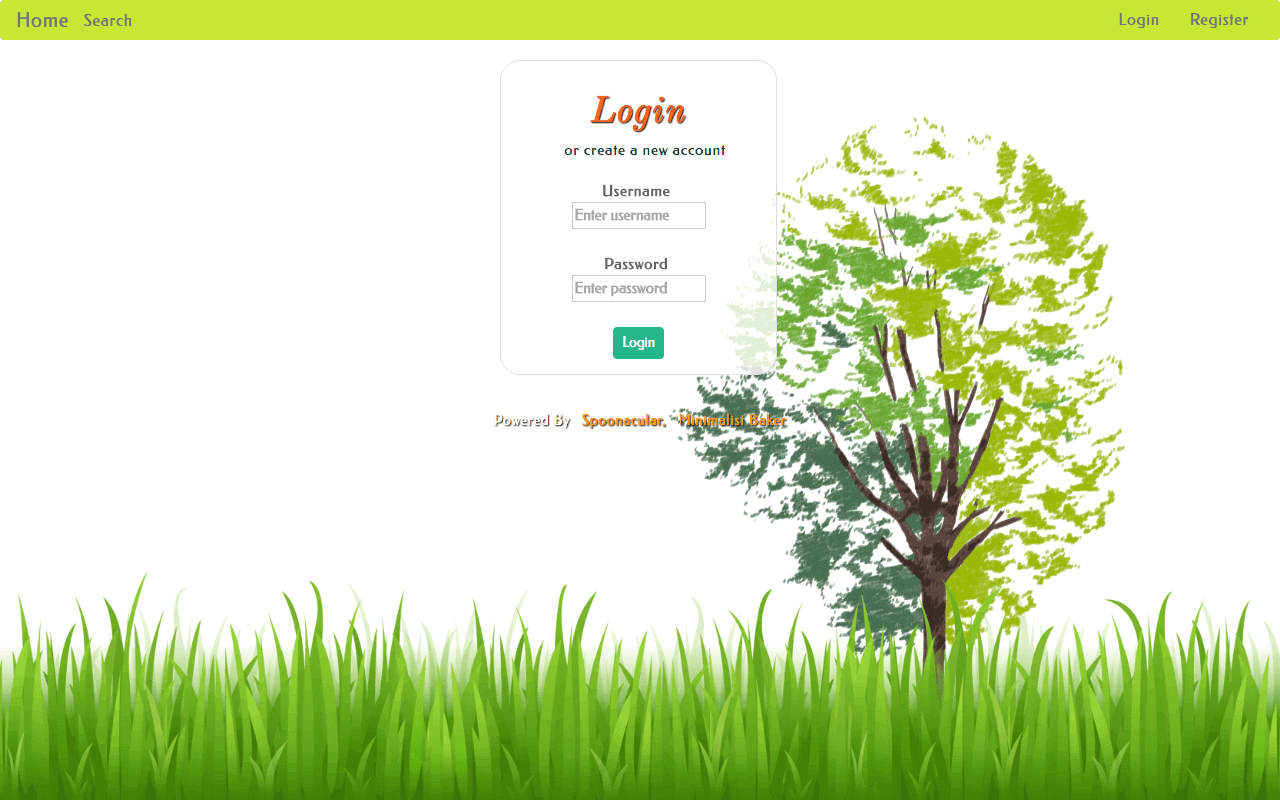 Home Search Login Register
Login
or create a new account
Username
Enter username
Password
Enter password
Login
Powered By Spoonacular, Minimalist Baker